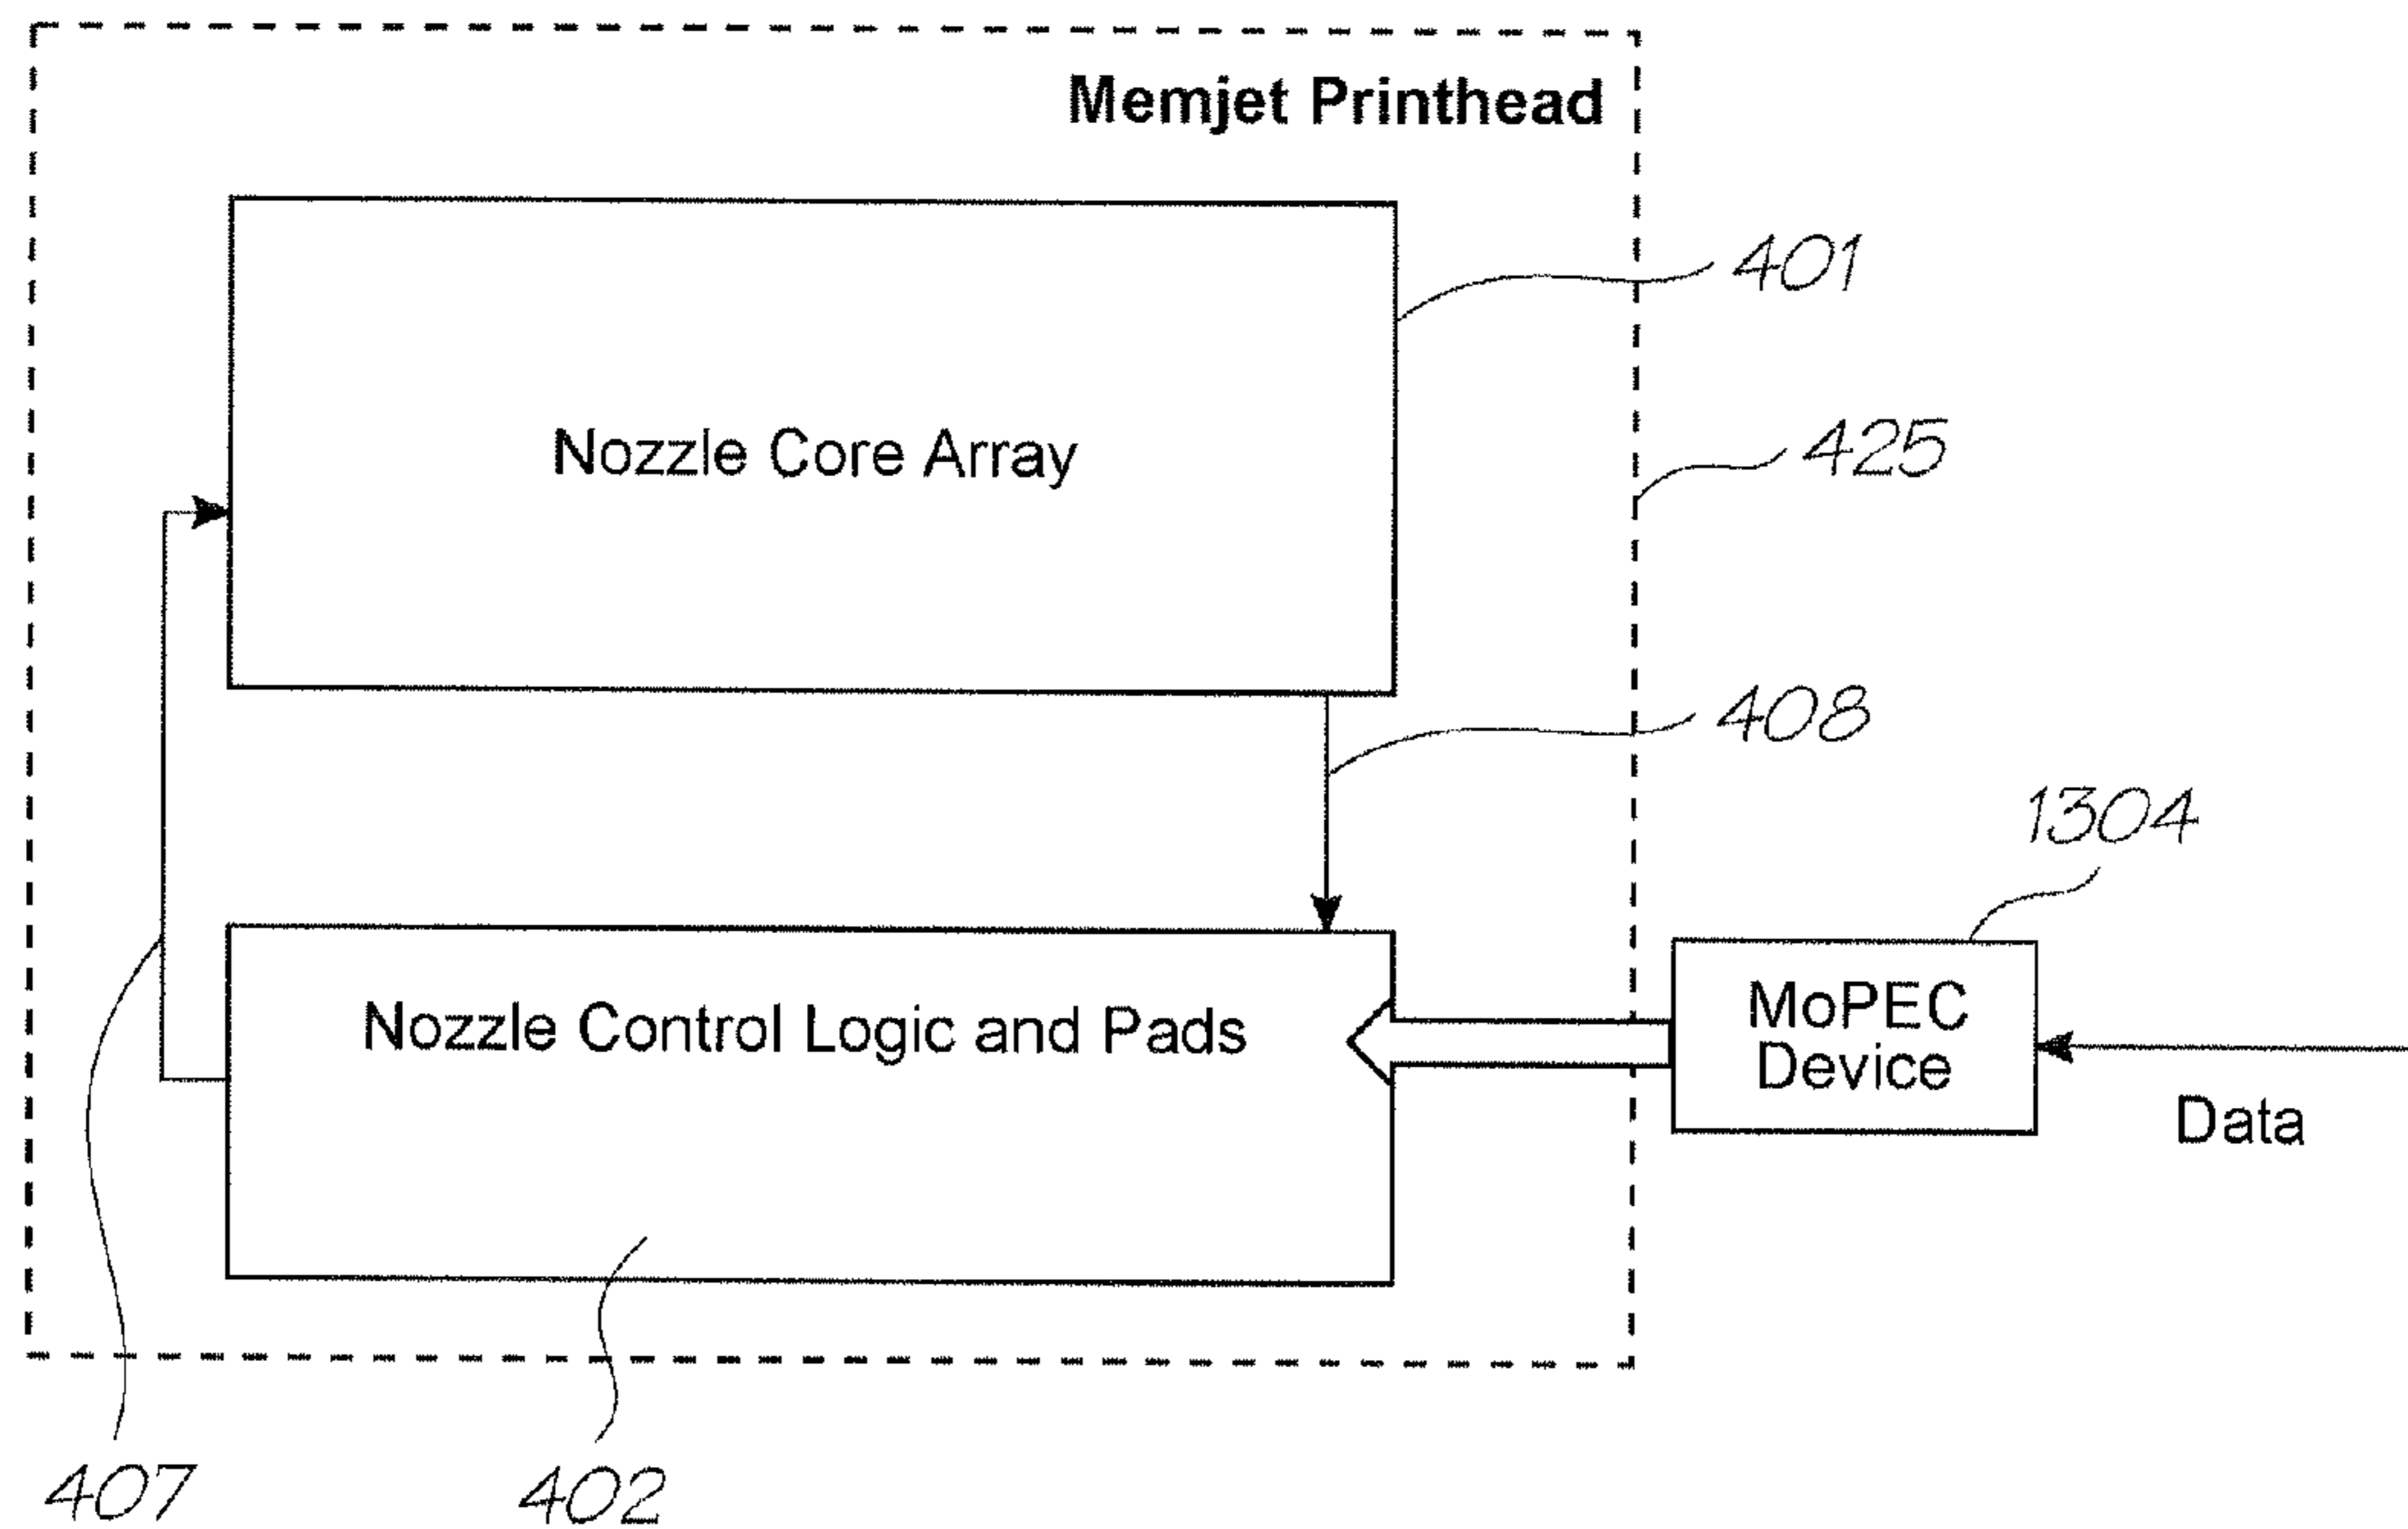 Memjet Printhead
401
Nozzle Core Array
425
408
1304
Nozzle Control Logic and Pads
MoPEC
Device
Data
407
402